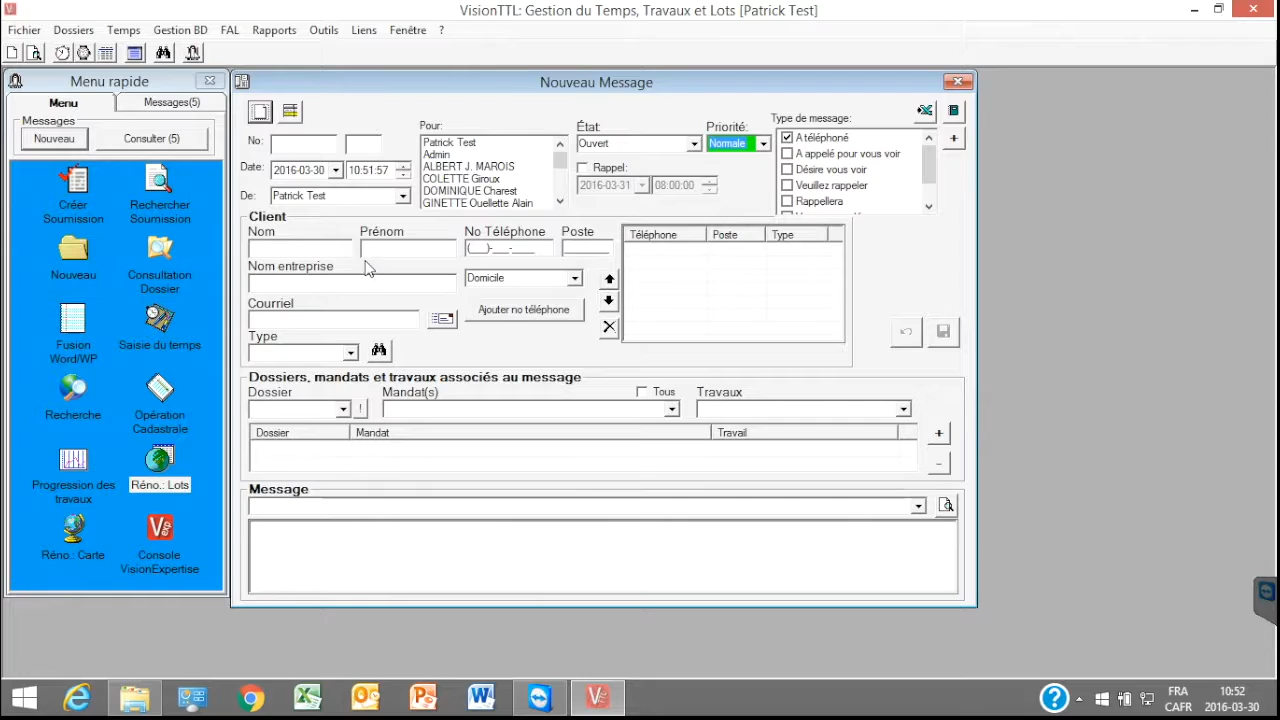 VisionTTL: Gestion du Temps, Travaux et Lots [Patrick Test]
Fichier Dossiers Temps Gestion BD FAL Rapports Outils Liens Fenêtre ?
Menu rapide
Menu Messages(5)
Messages
Nouveau Consulter (5)
Créer Soumission
Rechercher Soumission
Nouveau
Consultation Dossier
Fusion Word/WP
Saisie du temps
Recherche
Opération Cadastrale
Progression des travaux
Réno.: Lots
Réno.: Carte
Console VisionExpertise
Nouveau Message
No:
Date: 2016-03-30 10:51:57
De: Patrick Test
Pour:
Patrick Test
Admin
ALBERT J. MAROIS
COLETTE Giroux
DOMINIQUE Charest
GINETTE Ouellette Alain
État:
Ouvert
Priorité:
Normale
Rappel:
2016-03-31 08:00:00
Type de message:
A téléphoné
A appelé pour vous voir
Désire vous voir
Veuillez rappeler
Rappellera
Client
Nom Prénom No Téléphone Poste
(___)-___-____
Nom entreprise
Domicile
Courriel
Ajouter no téléphone
Type
Téléphone Poste Type
Dossiers, mandats et travaux associés au message
Dossier Mandat(s) Tous Travaux
!
Dossier Mandat Travail
+
-
Message
FRA
CAFR
10:52
2016-03-30